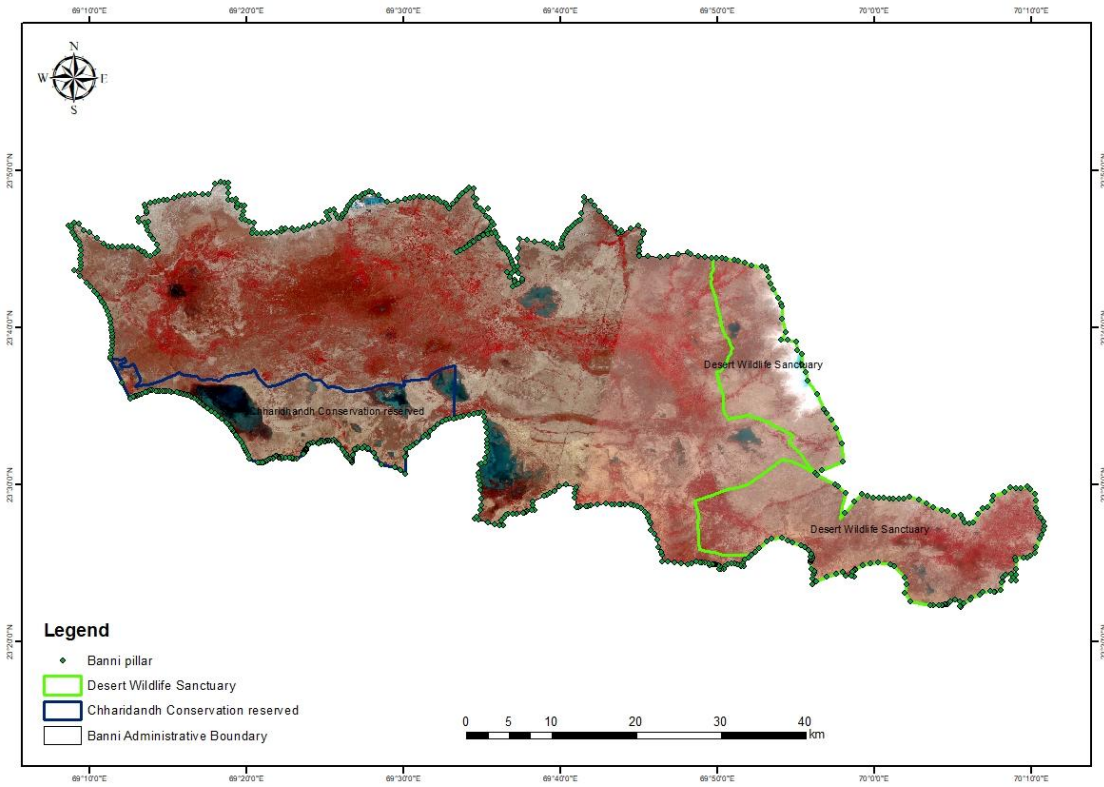 69°10'0"E 69°20'0"E 69°30'0"E 69°40'0"E 69°50'0"E 70°0'0"E 70°10'0"E
N
W E
S
23°50'0"N
23°40'0"N
Desert Wildlife Sanctuary
Chharidhandh Conservation reserved
23°30'0"N
Desert Wildlife Sanctuary
23°20'0"N
Legend
Banni pillar
Desert Wildlife Sanctuary
Chharidandh Conservation reserved
Banni Administrative Boundary
0 5 10 20 30 40
km
69°10'0"E 69°20'0"E 69°30'0"E 69°40'0"E 69°50'0"E 70°0'0"E 70°10'0"E